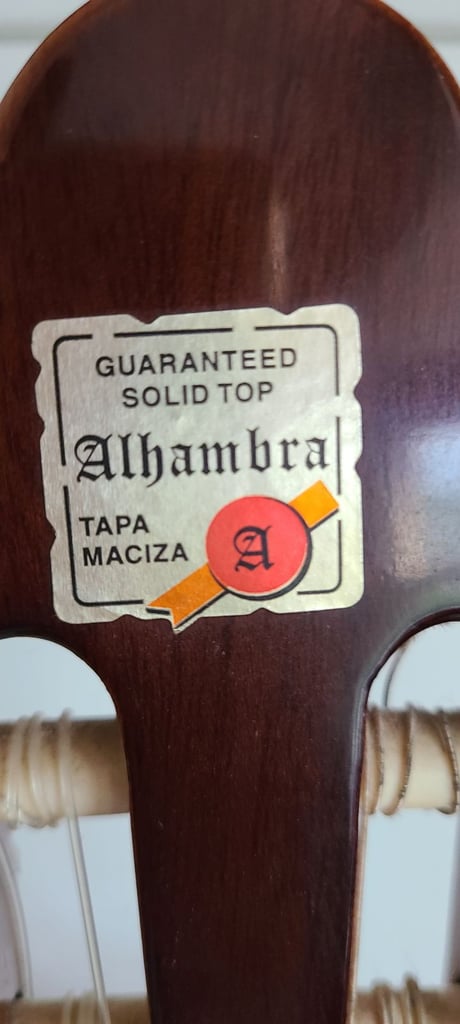 GUARANTEED
SOLID TOP
Alhambra
TAPA
MACIZA
A